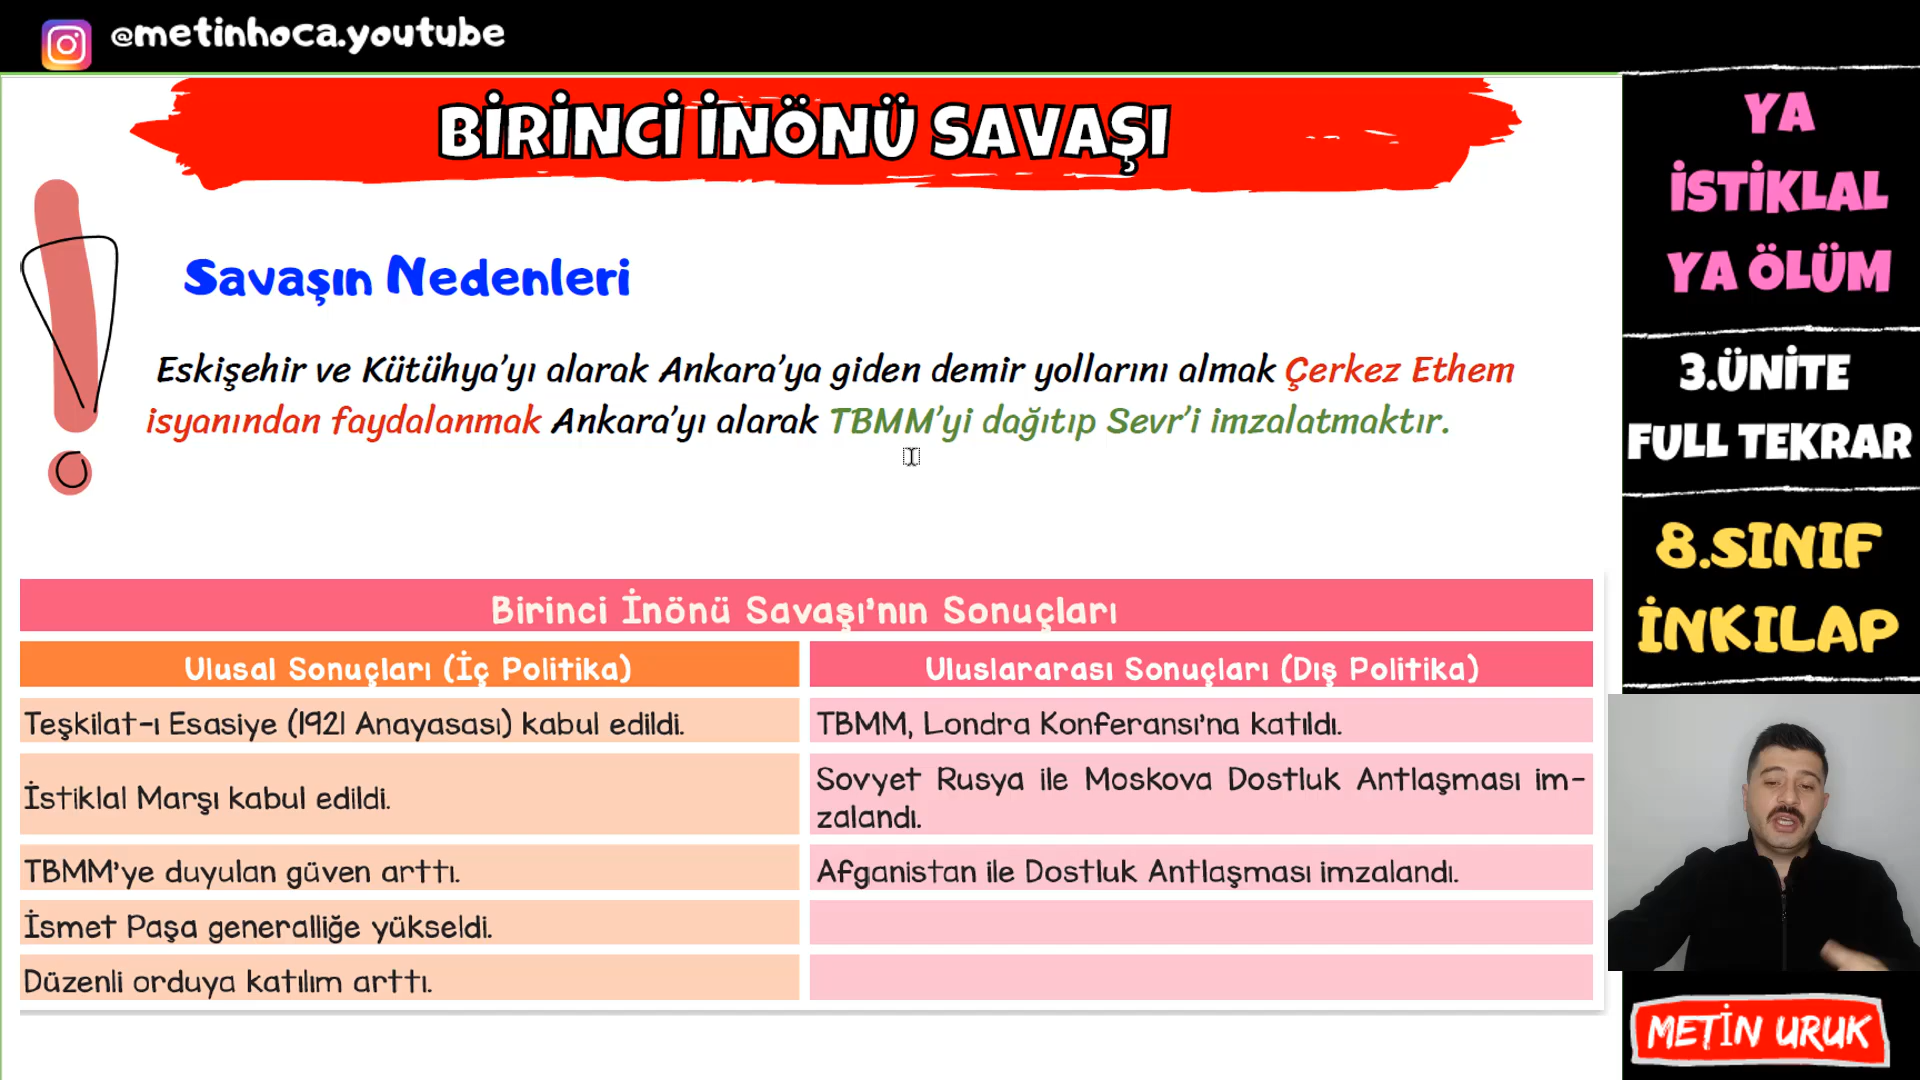 @metinhoca.youtube
BİRİNCİ İNÖNÜ SAVAŞI
Savaşın Nedenleri
Eskişehir ve Kütühya'yı alarak Ankara'ya giden demir yollarını almak Çerkez Ethem
isyanından faydalanmak Ankara'yı alarak TBMM'yi dağıtıp Sevr'i imzalatmaktır.
Birinci İnönü Savaşı'nın Sonuçları
Ulusal Sonuçları (İç Politika)
Uluslararası Sonuçları (Dış Politika)
Teşkilat-ı Esasiye (1921 Anayasası) kabul edildi.
TBMM, Londra Konferansı'na katıldı.
İstiklal Marşı kabul edildi.
Sovyet Rusya ile Moskova Dostluk Antlaşması im-
zalandı.
TBMM'ye duyulan güven arttı.
Afganistan ile Dostluk Antlaşması imzalandı.
İsmet Paşa generalliğe yükseldi.
Düzenli orduya katılım arttı.
YA
İSTİKLAL
YA ÖLÜM
3.ÜNİTE
FULL TEKRAR
8.SINIF
İNKILAP
METİN URUK